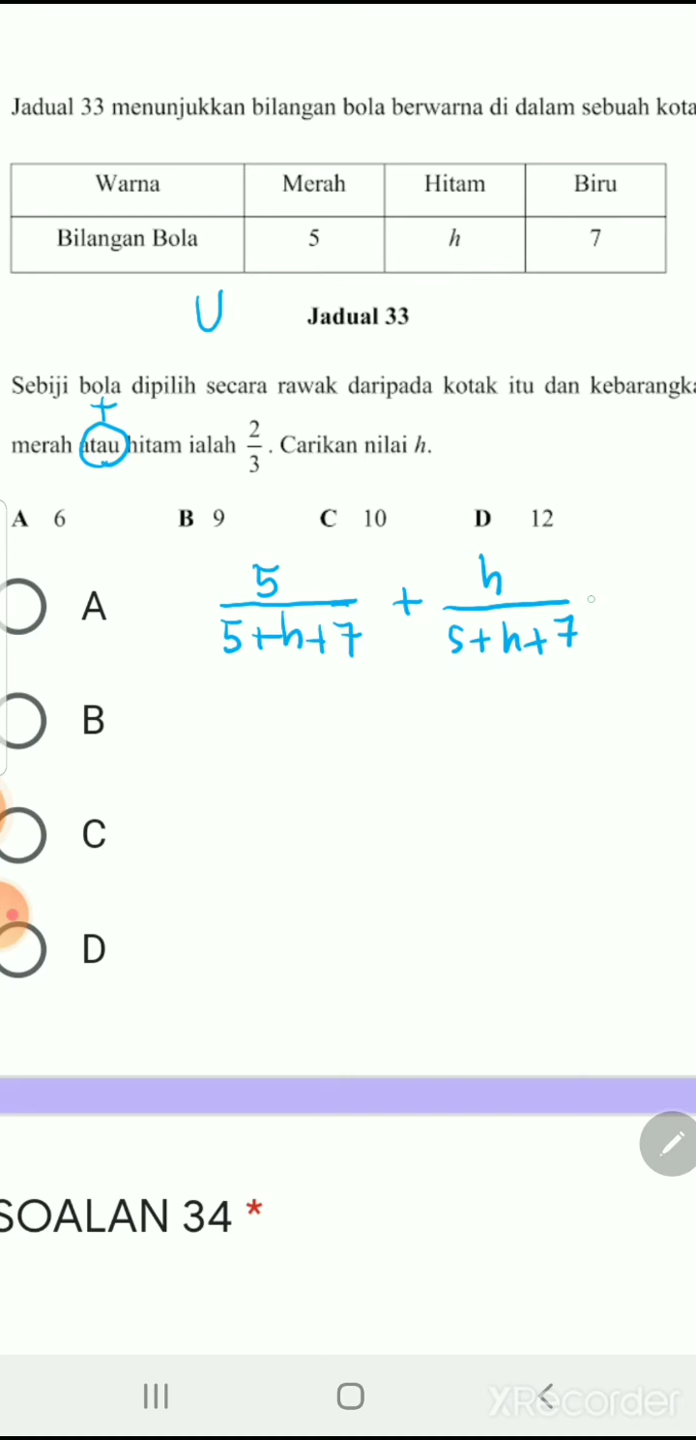 Jadual 33 menunjukkan bilangan bola berwarna di dalam sebuah kota
Warna Merah Hitam Biru
Bilangan Bola 5 h 7
U
Jadual 33
Sebiji bola dipilih secara rawak daripada kotak itu dan kebarangka
+
merah atau hitam ialah 2/3 . Carikan nilai h.
A 6 B 9 C 10 D 12
A
5/5+h+7 + h/5+h+7
B
C
D
SOALAN 34 *
XRecorder